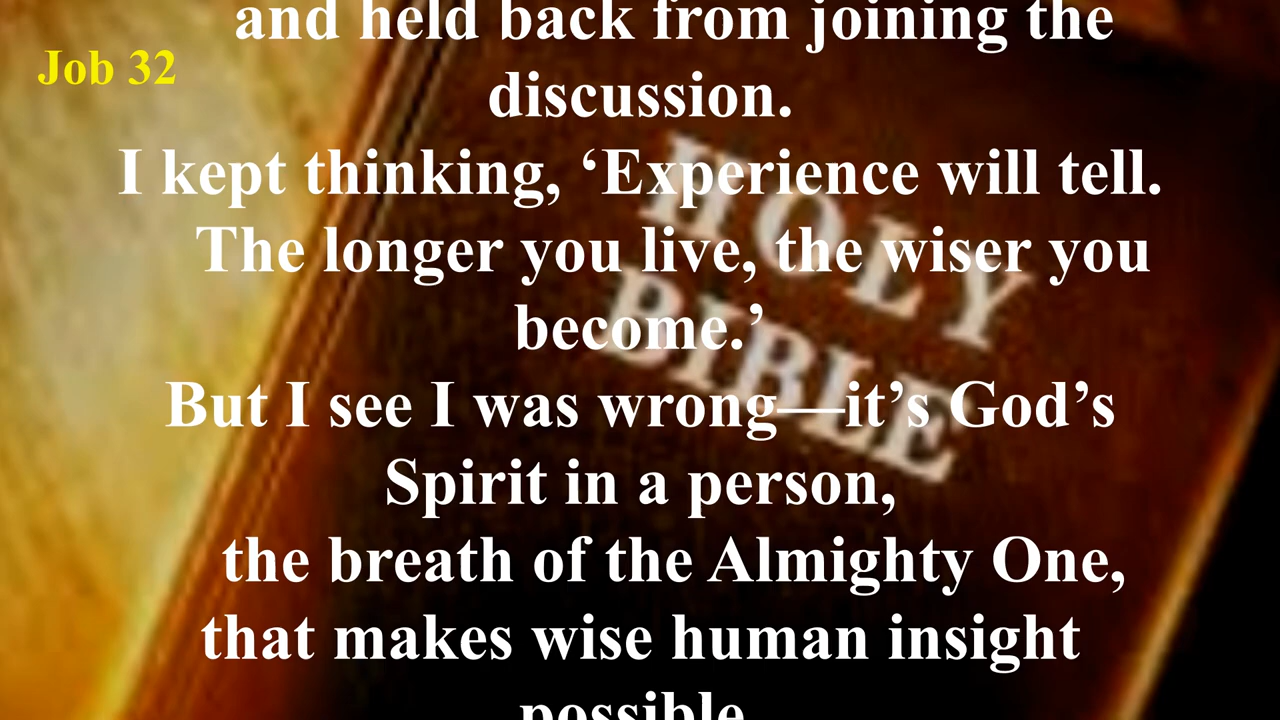 and held back from joining the
Job 32
discussion.
I kept thinking, ‘Experience will tell.
The longer you live, the wiser you
become.’
But I see I was wrong—it’s God’s
Spirit in a person,
the breath of the Almighty One,
that makes wise human insight
possible.
HOLY
BIBLE